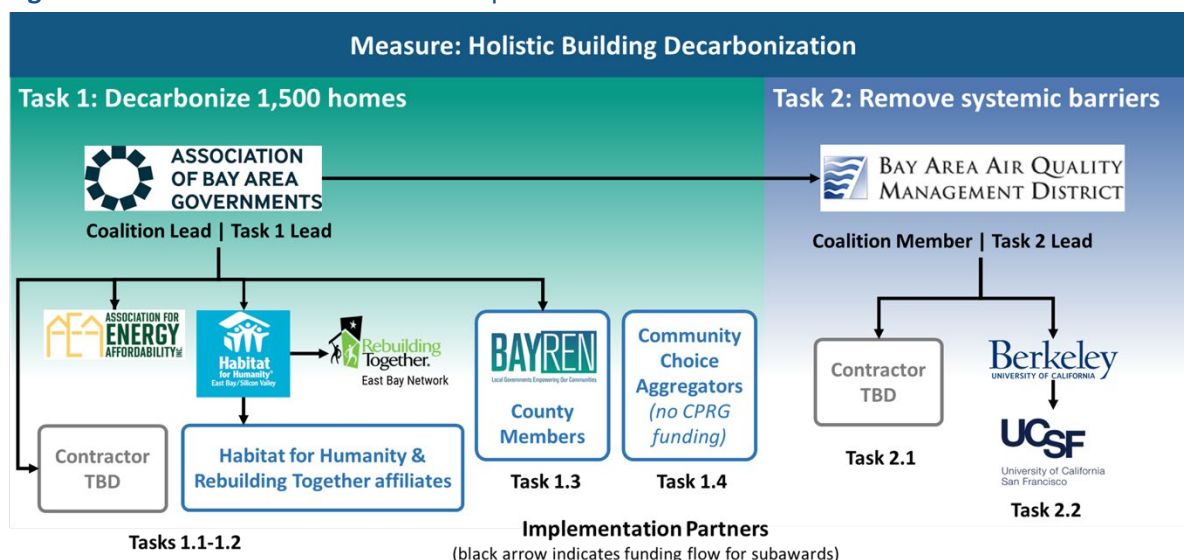 Measure: Holistic Building Decarbonization
Task 1: Decarbonize 1,500 homes
Task 2: Remove systemic barriers
ASSOCIATION
OF BAY AREA
GOVERNMENTS
BAY AREA AIR QUALITY
MANAGEMENT DISTRICT
Coalition Lead | Task 1 Lead
Coalition Member | Task 2 Lead
AEA
ASSOCIATION FOR
ENERGY
AFFORDABILITY INC
Habitat
for Humanity®
East Bay/Silicon Valley
Rebuilding
Together.
East Bay Network
BAYREN
Local Governments Empowering Our Communities
County
Members
Community
Choice
Aggregators
(no CPRG
funding)
Contractor
TBD
Berkeley
UNIVERSITY OF CALIFORNIA
UCSF
University of California
San Francisco
Contractor
TBD
Habitat for Humanity &
Rebuilding Together affiliates
Task 1.3
Task 1.4
Task 2.1
Task 2.2
Tasks 1.1-1.2
Implementation Partners
(black arrow indicates funding flow for subawards)